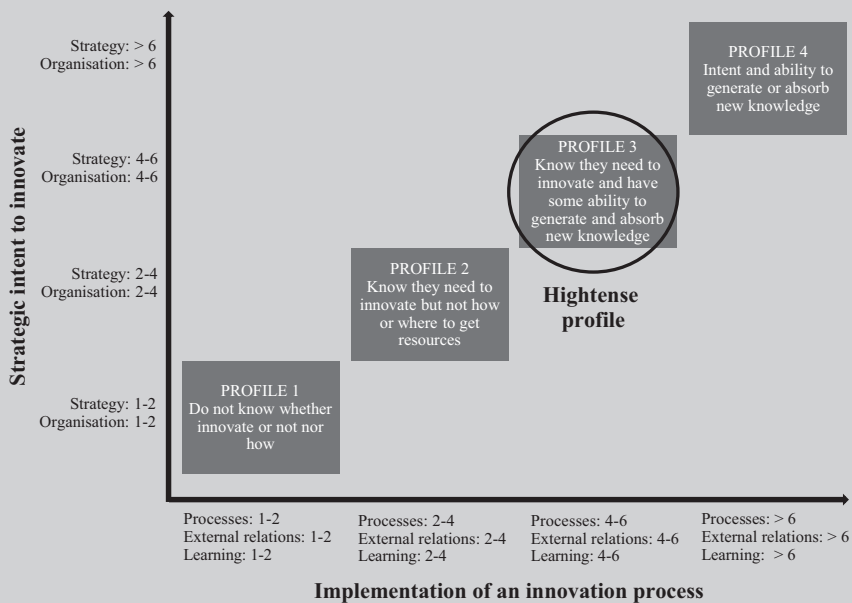 Strategic intent to innovate
Strategy: > 6
Organisation: > 6
Strategy: 4-6
Organisation: 4-6
Strategy: 2-4
Organisation: 2-4
Strategy: 1-2
Organisation: 1-2
PROFILE 4
Intent and ability to
generate or absorb
new knowledge
PROFILE 3
Know they need to
innovate and have
some ability to
generate and absorb
new knowledge
Hightense
profile
PROFILE 2
Know they need to
innovate but not how
or where to get
resources
PROFILE 1
Do not know whether
innovate or not nor
how
Processes: 1-2
External relations: 1-2
Learning: 1-2
Processes: 2-4
External relations: 2-4
Learning: 2-4
Processes: 4-6
External relations: 4-6
Learning: 4-6
Processes: > 6
External relations: > 6
Learning: > 6
Implementation of an innovation process